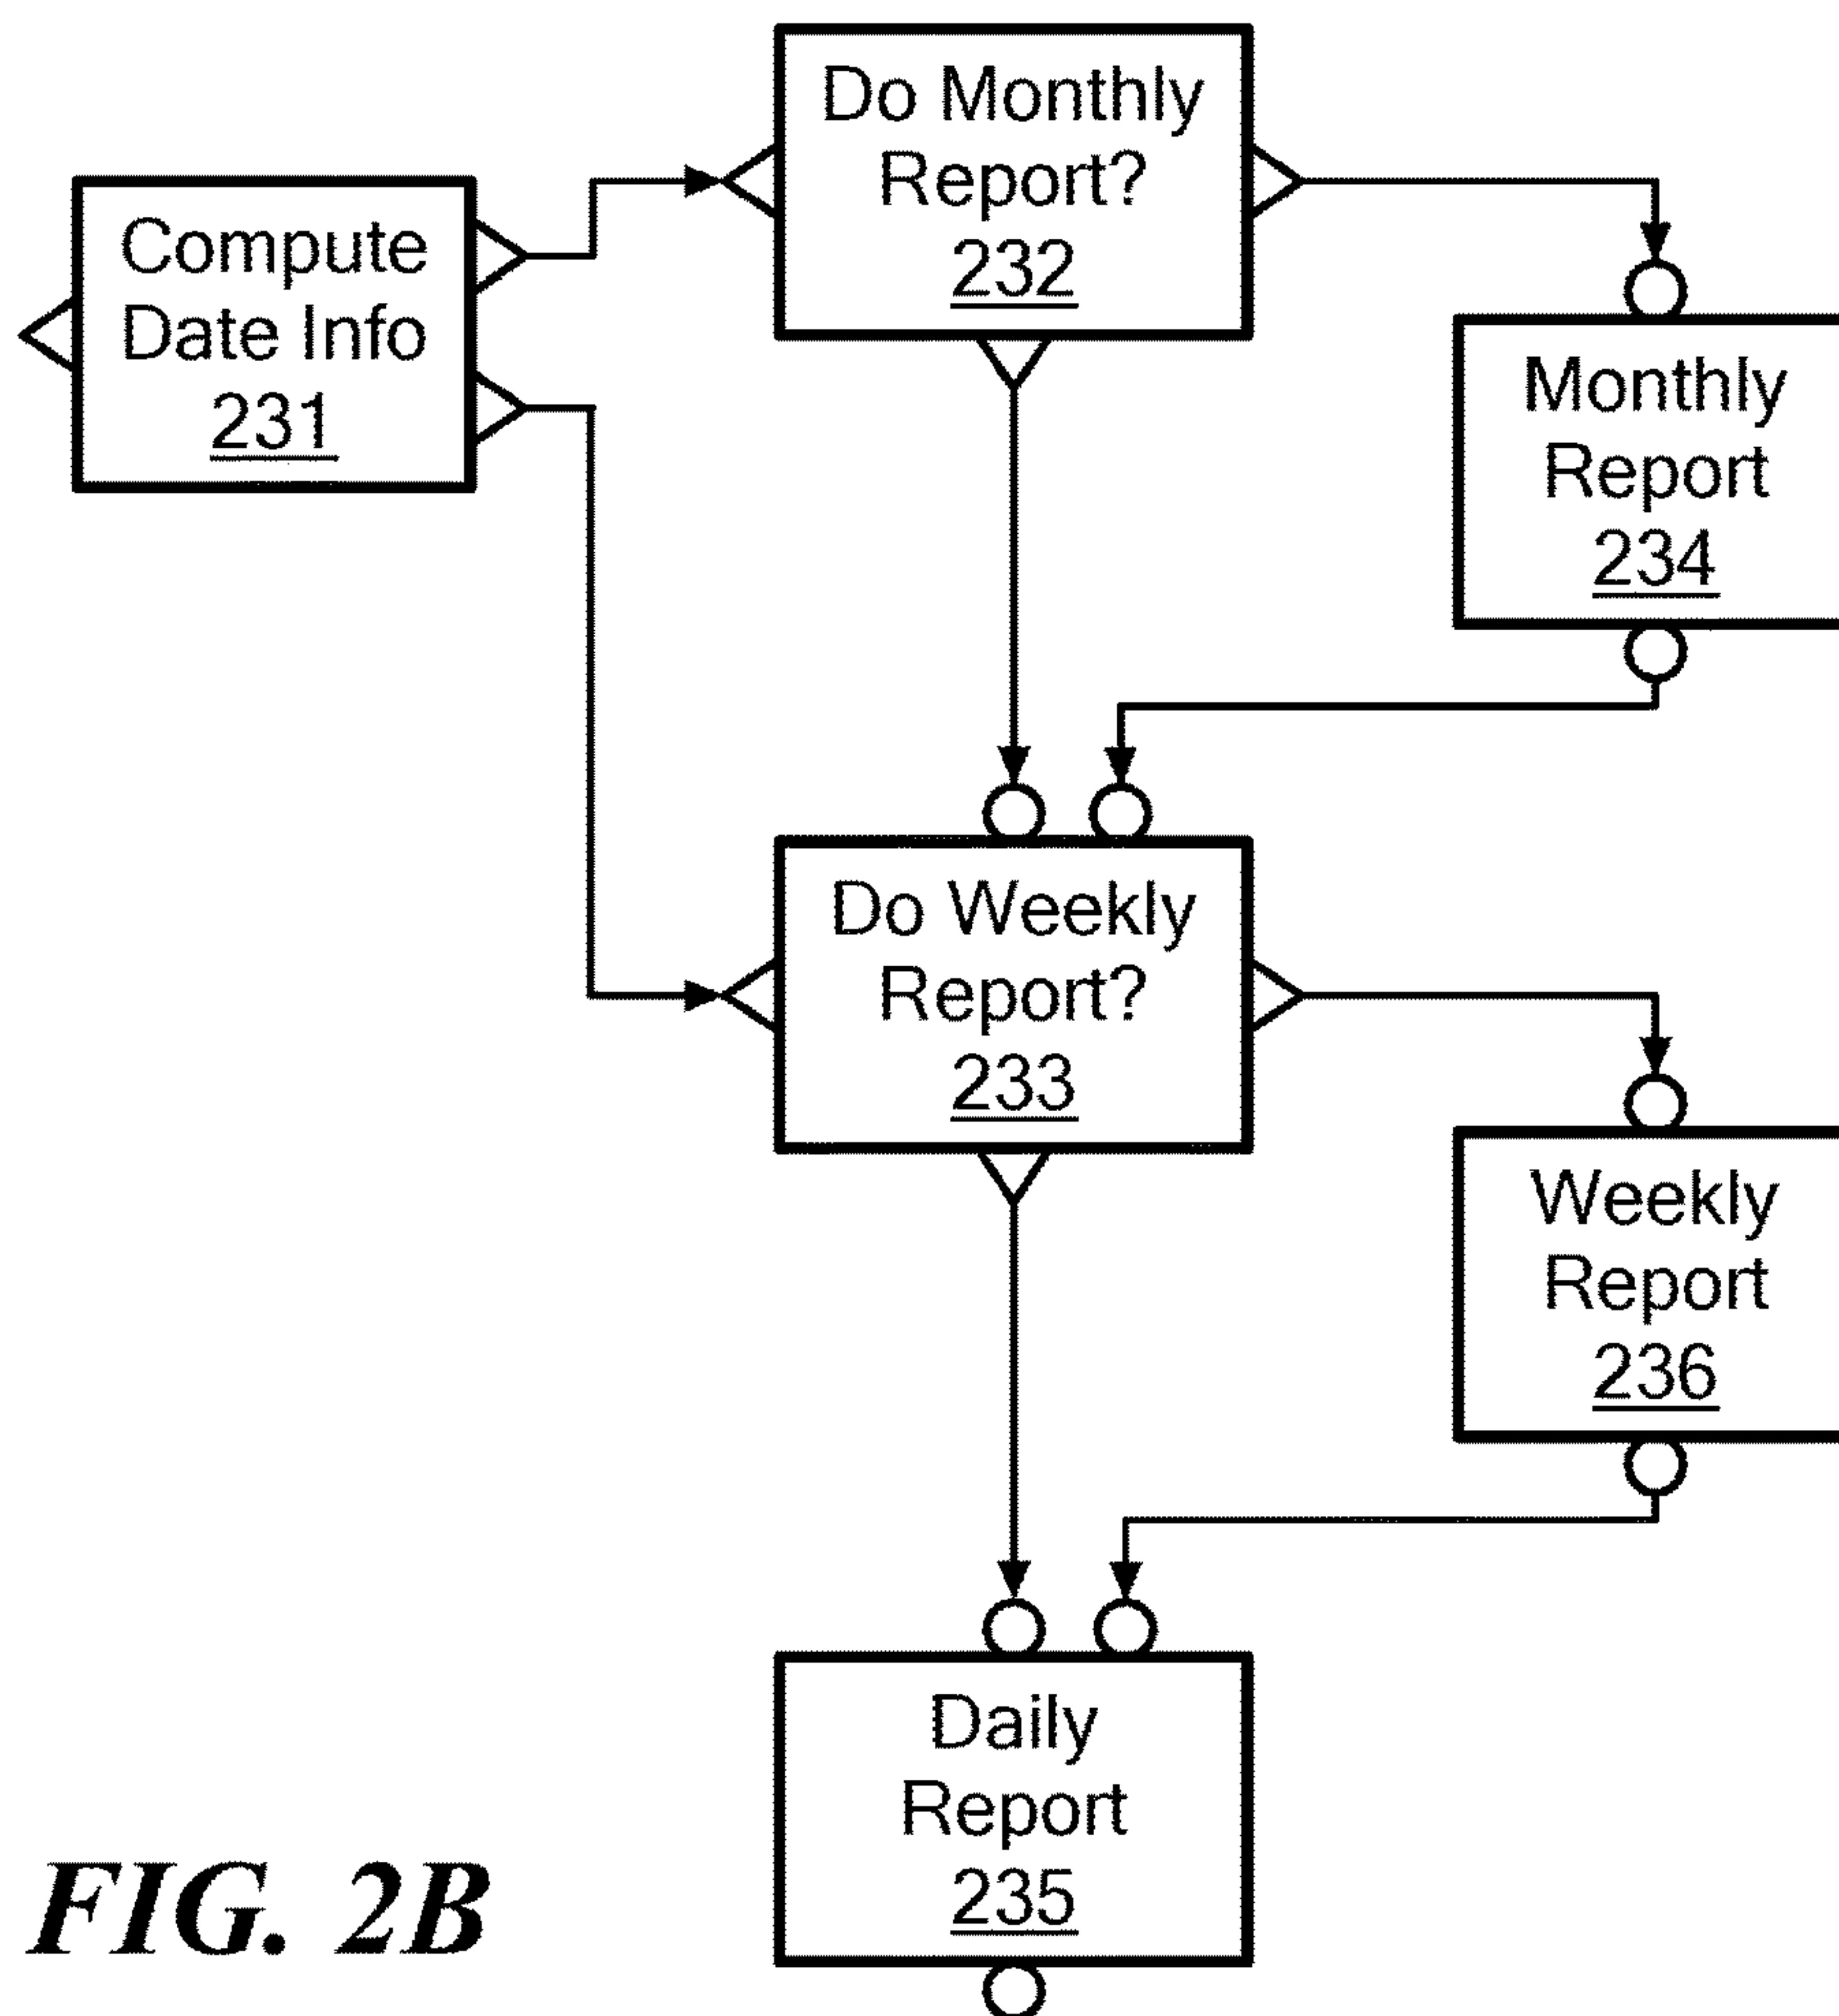 Do Monthly
Report?
232
Compute
Date Info
231
Monthly
Report
234
Do Weekly
Report?
233
Weekly
Report
236
Daily
Report
235
FIG. 2B